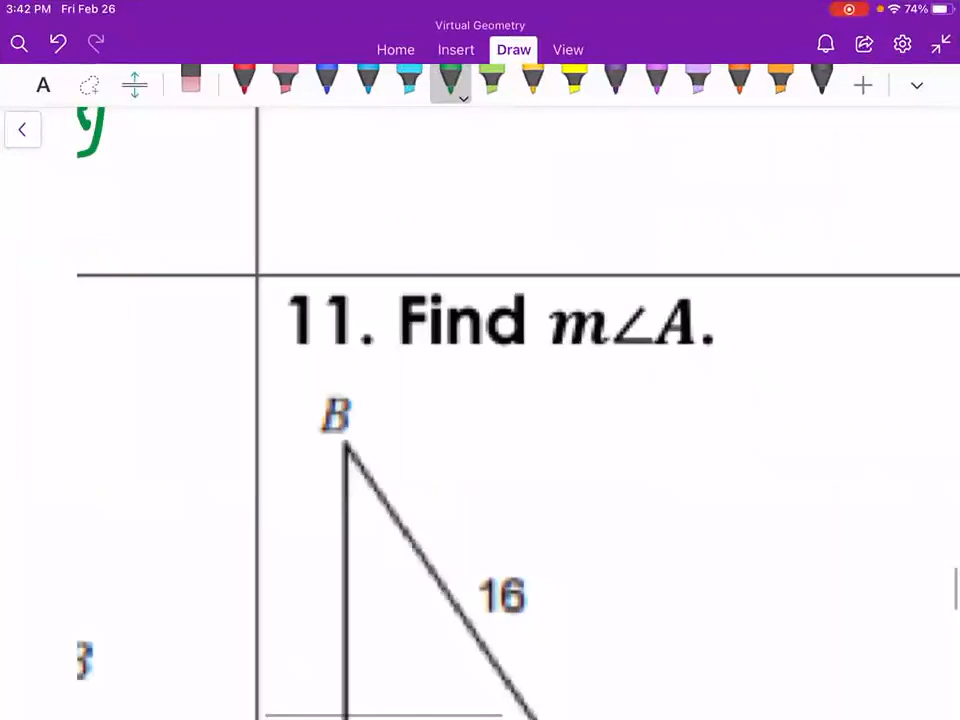 3:42 PM Fri Feb 26
74%
Virtual Geometry
Home Insert Draw View
A
y
11. Find m∠A.
B
16